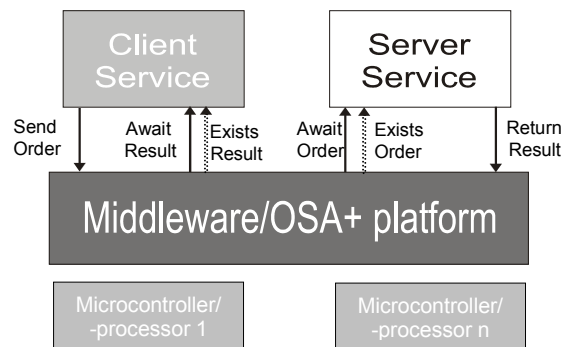 Client
Service
Server
Service
Send
Order
Await
Result
Exists
Result
Await
Order
Exists
Order
Return
Result
Middleware/OSA+ platform
Microcontroller/
-processor 1
Microcontroller/
-processor n